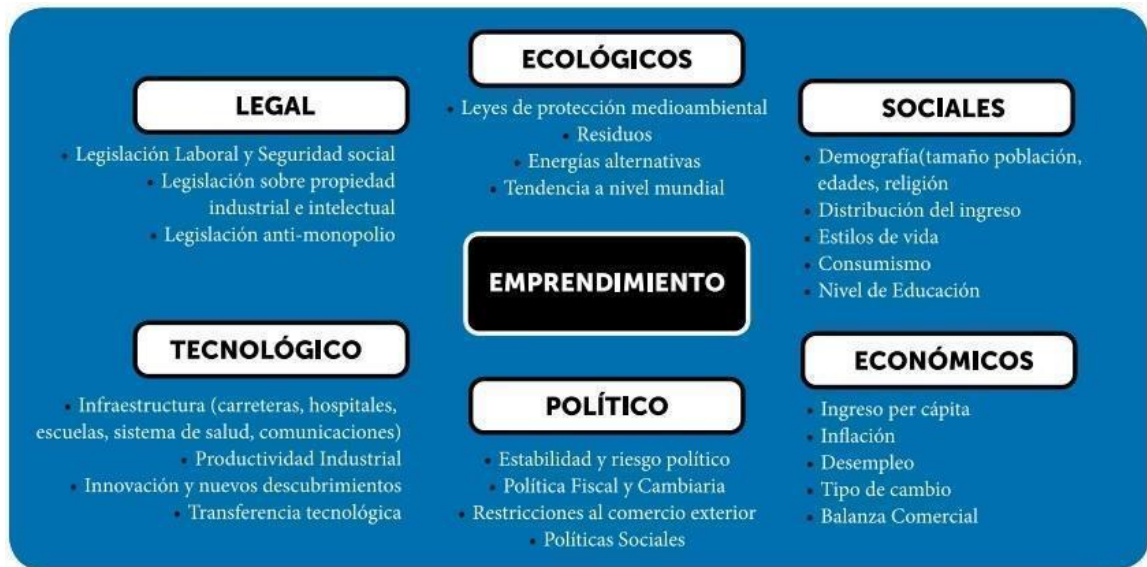 LEGAL
• Legislación Laboral y Seguridad social
• Legislación sobre propiedad
industrial e intelectual
• Legislación anti-monopolio
ECOLÓGICOS
• Leyes de protección medioambiental
• Residuos
• Energías alternativas
• Tendencia a nivel mundial
SOCIALES
• Demografía(tamaño población,
edades, religión
• Distribución del ingreso
• Estilos de vida
• Consumismo
• Nivel de Educación
EMPRENDIMIENTO
TECNOLÓGICO
• Infraestructura (carreteras, hospitales,
escuelas, sistema de salud, comunicaciones)
• Productividad Industrial
• Innovación y nuevos descubrimientos
• Transferencia tecnológica
POLÍTICO
• Estabilidad y riesgo político
• Política Fiscal y Cambiaria
• Restricciones al comercio exterior
• Políticas Sociales
ECONÓMICOS
• Ingreso per cápita
• Inflación
• Desempleo
• Tipo de cambio
• Balanza Comercial